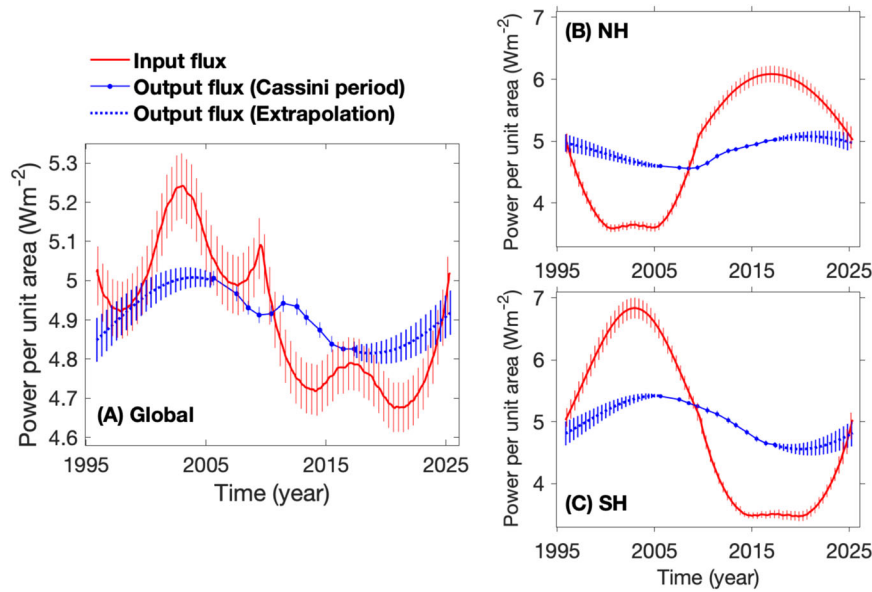 Input flux
Output flux (Cassini period)
Output flux (Extrapolation)
Power per unit area (Wm⁻²)
5.3
5.2
5.1
5
4.9
4.8
4.7
4.6
(A) Global
1995
2005
2015
2025
Time (year)
Power per unit area (Wm⁻²)
7
6
5
4
(B) NH
1995
2005
2015
2025
Power per unit area (Wm⁻²)
7
6
5
4
(C) SH
1995
2005
2015
2025
Time (year)